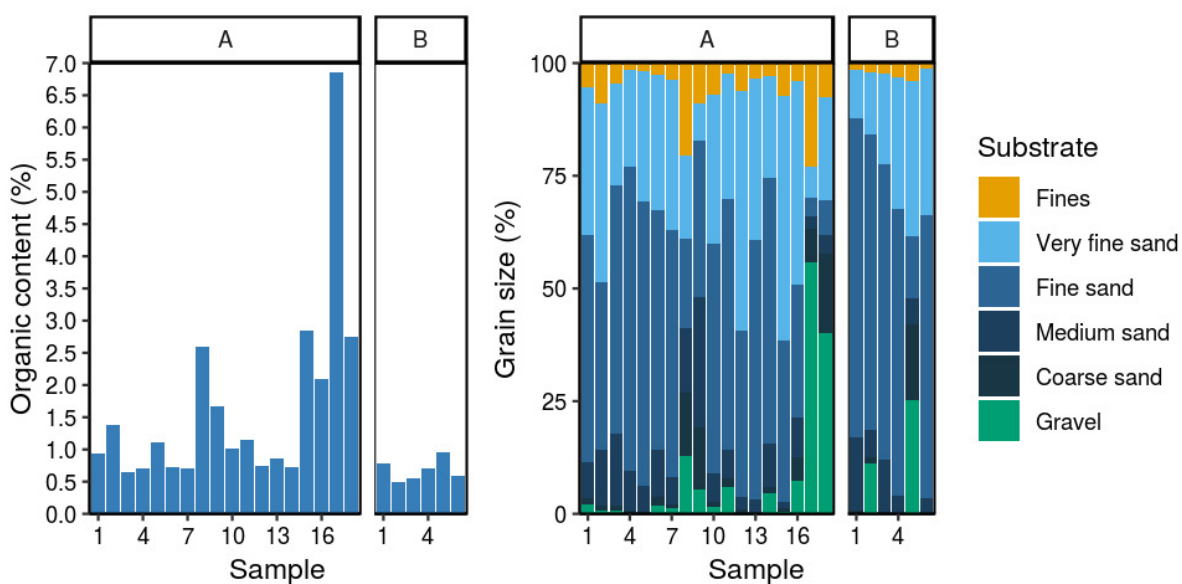 A
B
7.0
6.5
6.0
5.5
5.0
4.5
4.0
3.5
3.0
2.5
2.0
1.5
1.0
0.5
0.0
Organic content (%)
1 4 7 10 13 16
1 4
Sample
A
B
100
75
50
25
0
Grain size (%)
1 4 7 10 13 16
1 4
Sample
Substrate
Fines
Very fine sand
Fine sand
Medium sand
Coarse sand
Gravel